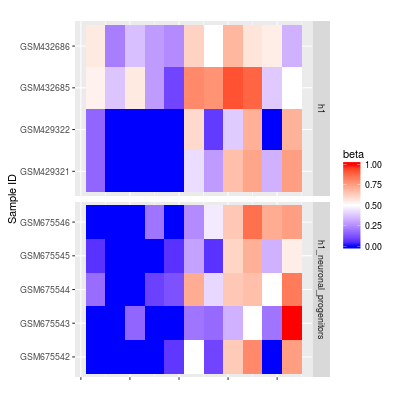 GSM432686
GSM432685
GSM429322
GSM429321
h1
GSM675546
GSM675545
GSM675544
GSM675543
GSM675542
h1_neuronal_progenitors
Sample ID
beta
1.00
0.75
0.50
0.25
0.00